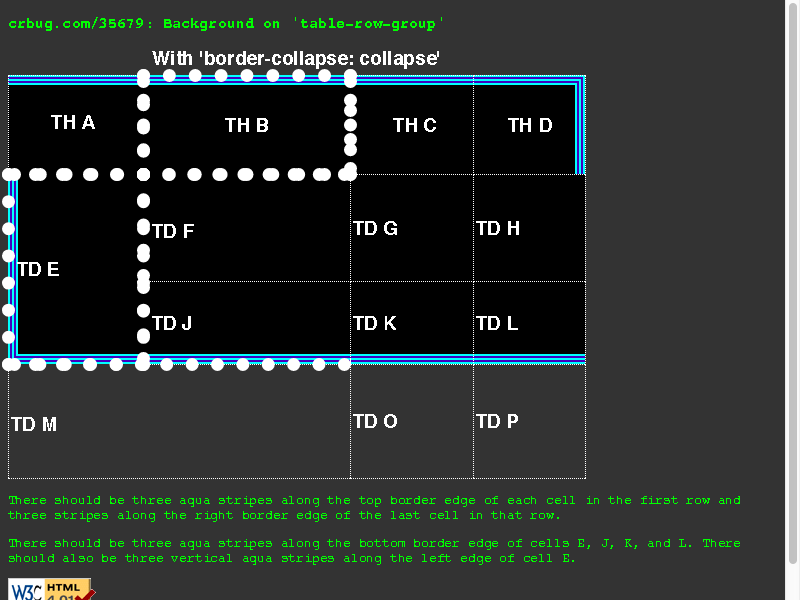 crbug.com/35679: Background on 'table-row-group'
With 'border-collapse: collapse'
TH A TH B TH C TH D
TD F TD G TD H
TD E
TD J TD K TD L
TD M TD O TD P
There should be three aqua stripes along the top border edge of each cell in the first row and
three stripes along the right border edge of the last cell in that row.
There should be three aqua stripes along the bottom border edge of cells E, J, K, and L. There
should also be three vertical aqua stripes along the left edge of cell E.
W3C HTML
4.01